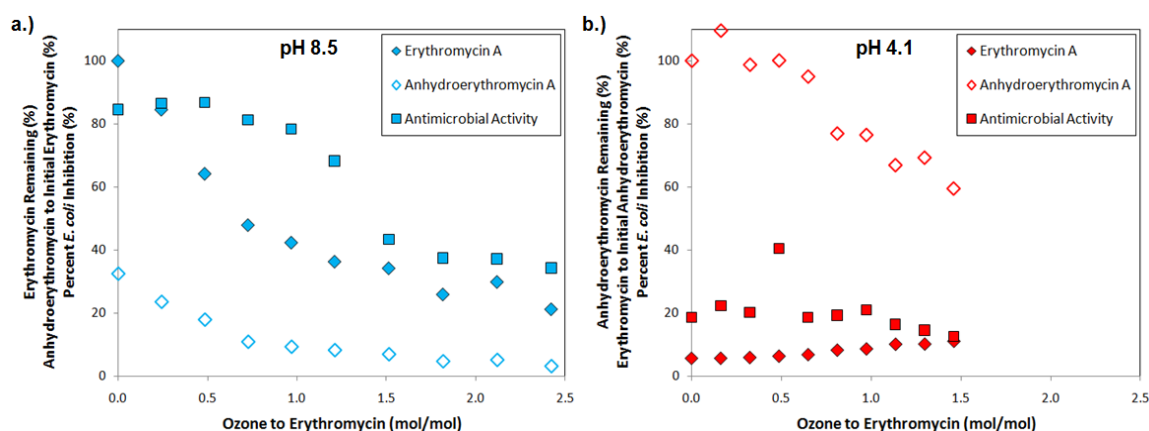 a.)
pH 8.5
Erythromycin A
Anhydroerythromycin A
Antimicrobial Activity
Erythromycin Remaining (%)
Anhydroerythromycin to Initial Erythromycin (%)
Percent E. coli Inhibition (%)
100
80
60
40
20
0
0.0 0.5 1.0 1.5 2.0 2.5
Ozone to Erythromycin (mol/mol)
b.)
pH 4.1
Erythromycin A
Anhydroerythromycin A
Antimicrobial Activity
Anhydroerythromycin Remaining (%)
Erythromycin to Initial Anhydroerythromycin (%)
Percent E. coli Inhibition (%)
100
80
60
40
20
0
0.0 0.5 1.0 1.5 2.0 2.5
Ozone to Erythromycin (mol/mol)